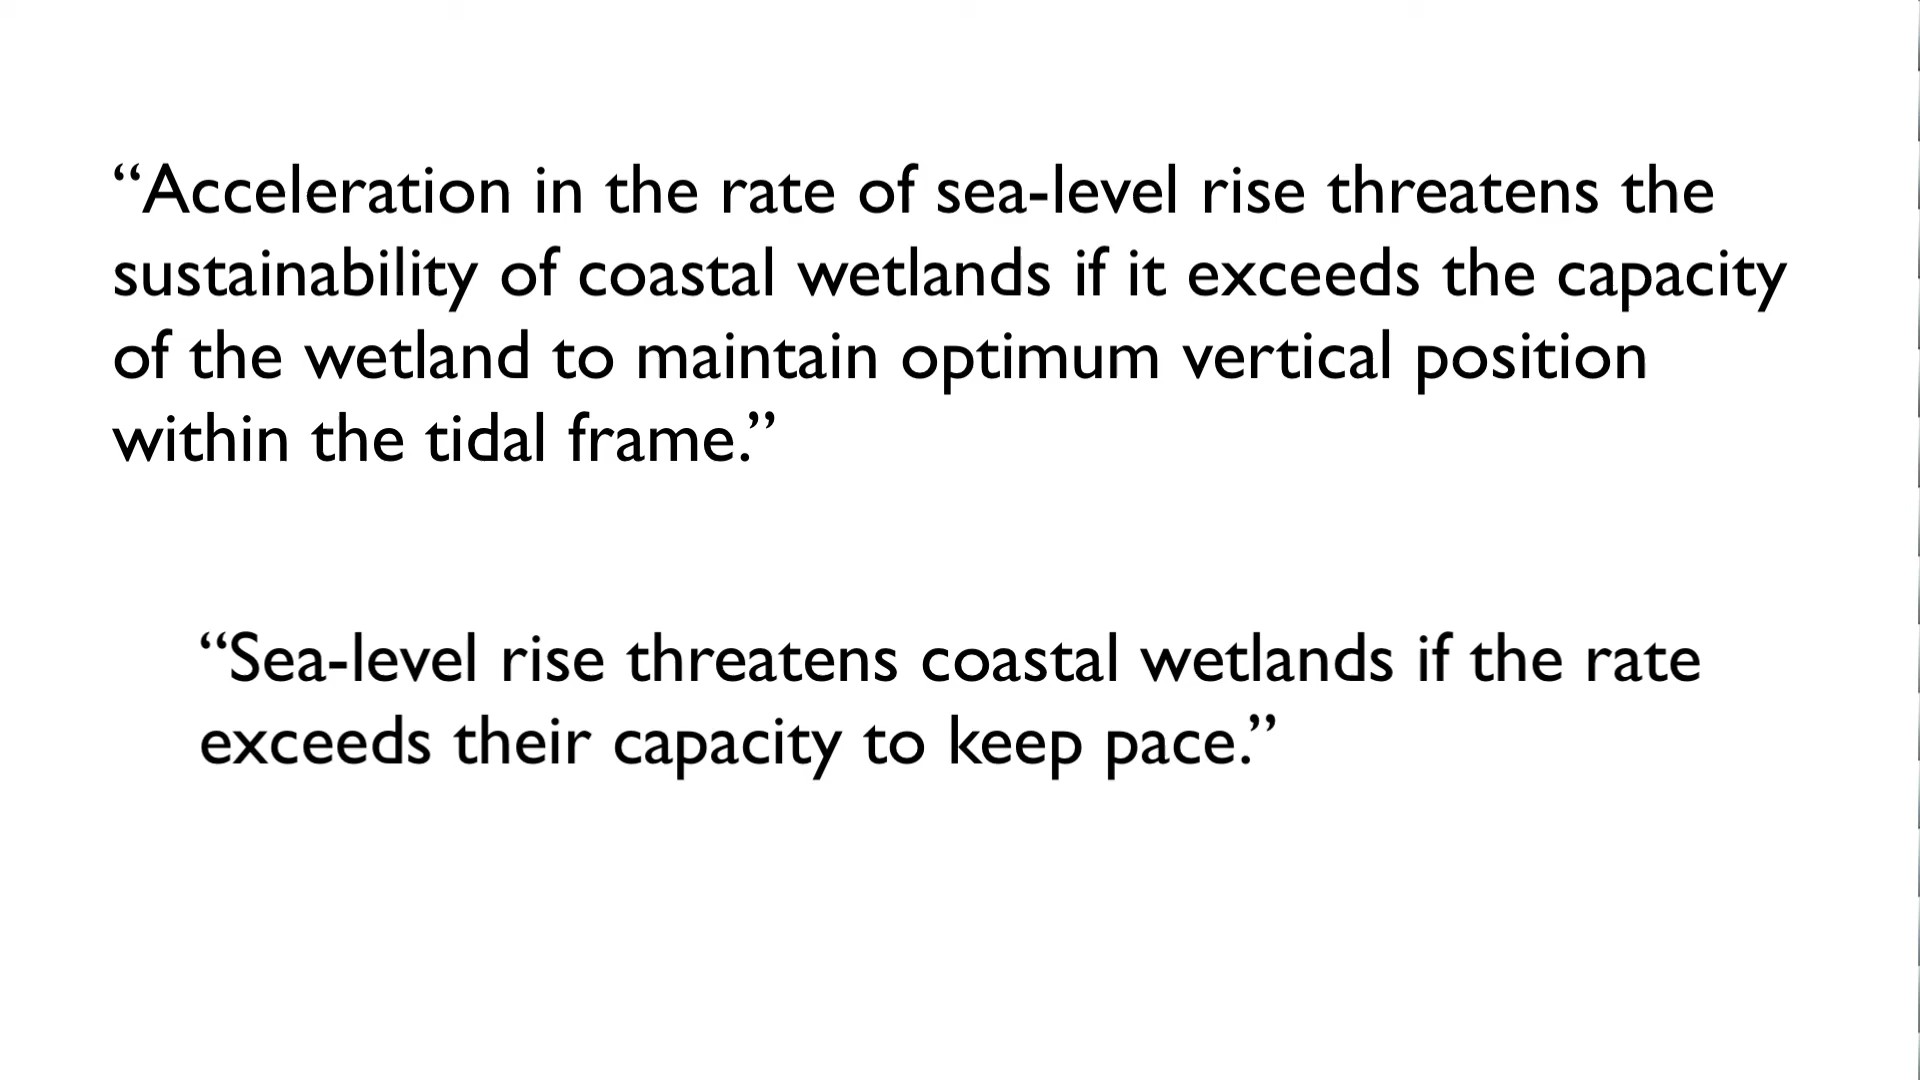 “Acceleration in the rate of sea-level rise threatens the
sustainability of coastal wetlands if it exceeds the capacity
of the wetland to maintain optimum vertical position
within the tidal frame.”
“Sea-level rise threatens coastal wetlands if the rate
exceeds their capacity to keep pace.”